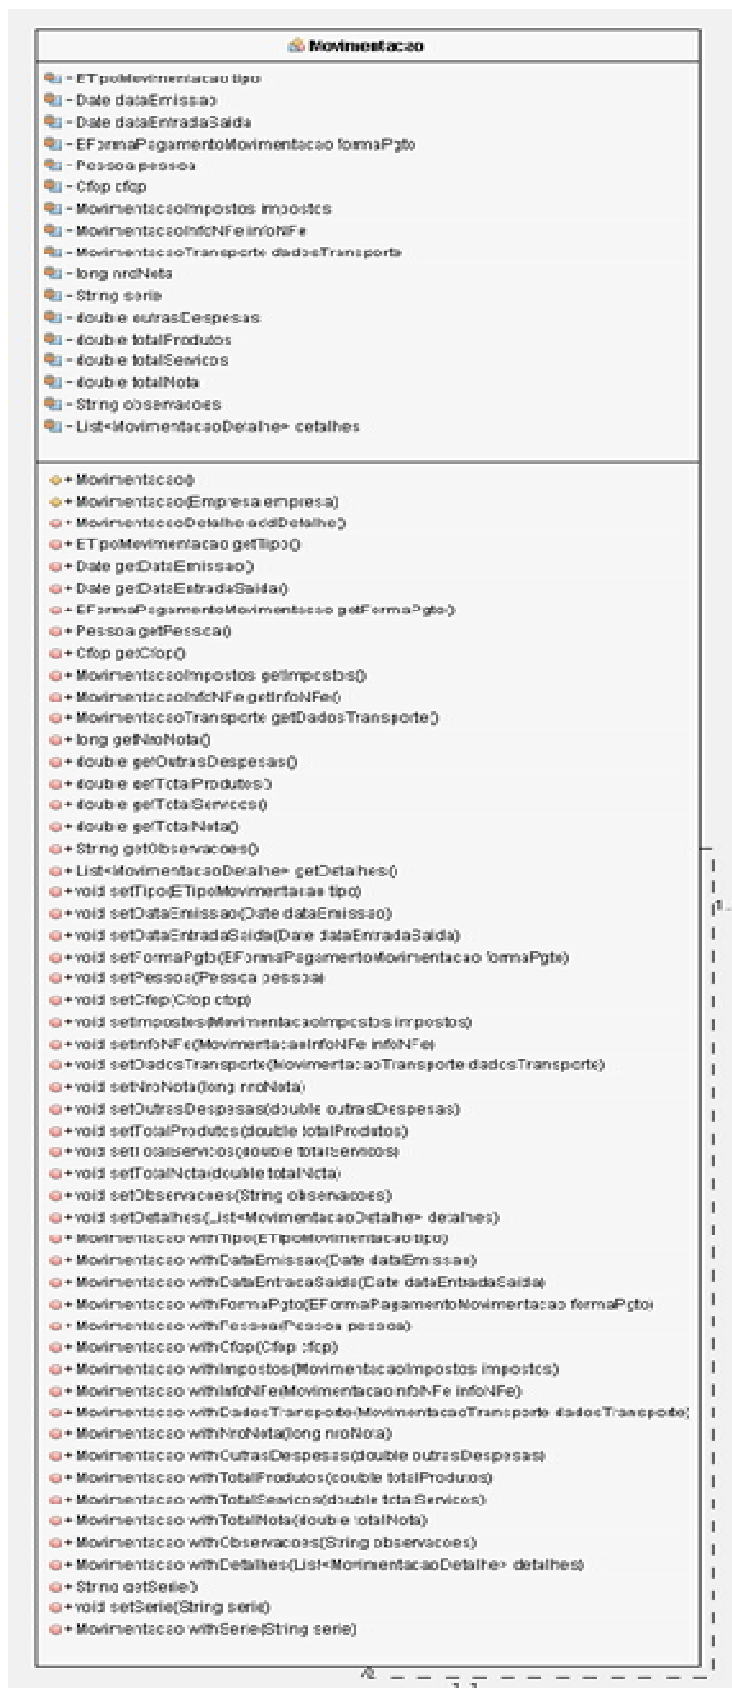 Movimentacao
- ETipoMovimentacao tipo
- Date dataEmissao
- Date dataEntradaSaida
- EFormaPagamentoMovimentacao formaPgto
- Pessoa pessoa
- Cfop cfop
- MovimentacaoImpostos impostos
- MovimentacaoInfoNFe infoNFe
- MovimentacaoTransporte dadosTransporte
- long nroNota
- String serie
- double outrasDespesas
- double totalProdutos
- double totalServicos
- double totalNota
- String observacoes
- List<MovimentacaoDetalhe> detalhes
+ Movimentacao()
+ Movimentacao(Empresa empresa)
+ MovimentacaoDetalhe addDetalhe()
+ ETipoMovimentacao getTipo()
+ Date getDataEmissao()
+ Date getDataEntradaSaida()
+ EFormaPagamentoMovimentacao getFormaPgto()
+ Pessoa getPessoa()
+ Cfop getCfop()
+ MovimentacaoImpostos getImpostos()
+ MovimentacaoInfoNFe getInfoNFe()
+ MovimentacaoTransporte getDadosTransporte()
+ long getNroNota()
+ double getOutrasDespesas()
+ double getTotalProdutos()
+ double getTotalServicos()
+ double getTotalNota()
+ String getObservacoes()
+ List<MovimentacaoDetalhe> getDetalhes()
+ void setTipo(ETipoMovimentacao tipo)
+ void setDataEmissao(Date dataEmissao)
+ void setDataEntradaSaida(Date dataEntradaSaida)
+ void setFormaPgto(EFormaPagamentoMovimentacao formaPgto)
+ void setPessoa(Pessoa pessoa)
+ void setCfop(Cfop cfop)
+ void setImpostos(MovimentacaoImpostos impostos)
+ void setInfoNFe(MovimentacaoInfoNFe infoNFe)
+ void setDadosTransporte(MovimentacaoTransporte dadosTransporte)
+ void setNroNota(long nroNota)
+ void setOutrasDespesas(double outrasDespesas)
+ void setTotalProdutos(double totalProdutos)
+ void setTotalServicos(double totalServicos)
+ void setTotalNota(double totalNota)
+ void setObservacoes(String observacoes)
+ void setDetalhes(List<MovimentacaoDetalhe> detalhes)
+ Movimentacao withTipo(ETipoMovimentacao tipo)
+ Movimentacao withDataEmissao(Date dataEmissao)
+ Movimentacao withDataEntradaSaida(Date dataEntradaSaida)
+ Movimentacao withFormaPgto(EFormaPagamentoMovimentacao formaPgto)
+ Movimentacao withPessoa(Pessoa pessoa)
+ Movimentacao withCfop(Cfop cfop)
+ Movimentacao withImpostos(MovimentacaoImpostos impostos)
+ Movimentacao withInfoNFe(MovimentacaoInfoNFe infoNFe)
+ Movimentacao withDadosTransporte(MovimentacaoTransporte dadosTransporte)
+ Movimentacao withNroNota(long nroNota)
+ Movimentacao withOutrasDespesas(double outrasDespesas)
+ Movimentacao withTotalProdutos(double totalProdutos)
+ Movimentacao withTotalServicos(double totalServicos)
+ Movimentacao withTotalNota(double totalNota)
+ Movimentacao withObservacoes(String observacoes)
+ Movimentacao withDetalhes(List<MovimentacaoDetalhe> detalhes)
+ String getSerie()
+ void setSerie(String serie)
+ Movimentacao withSerie(String serie)